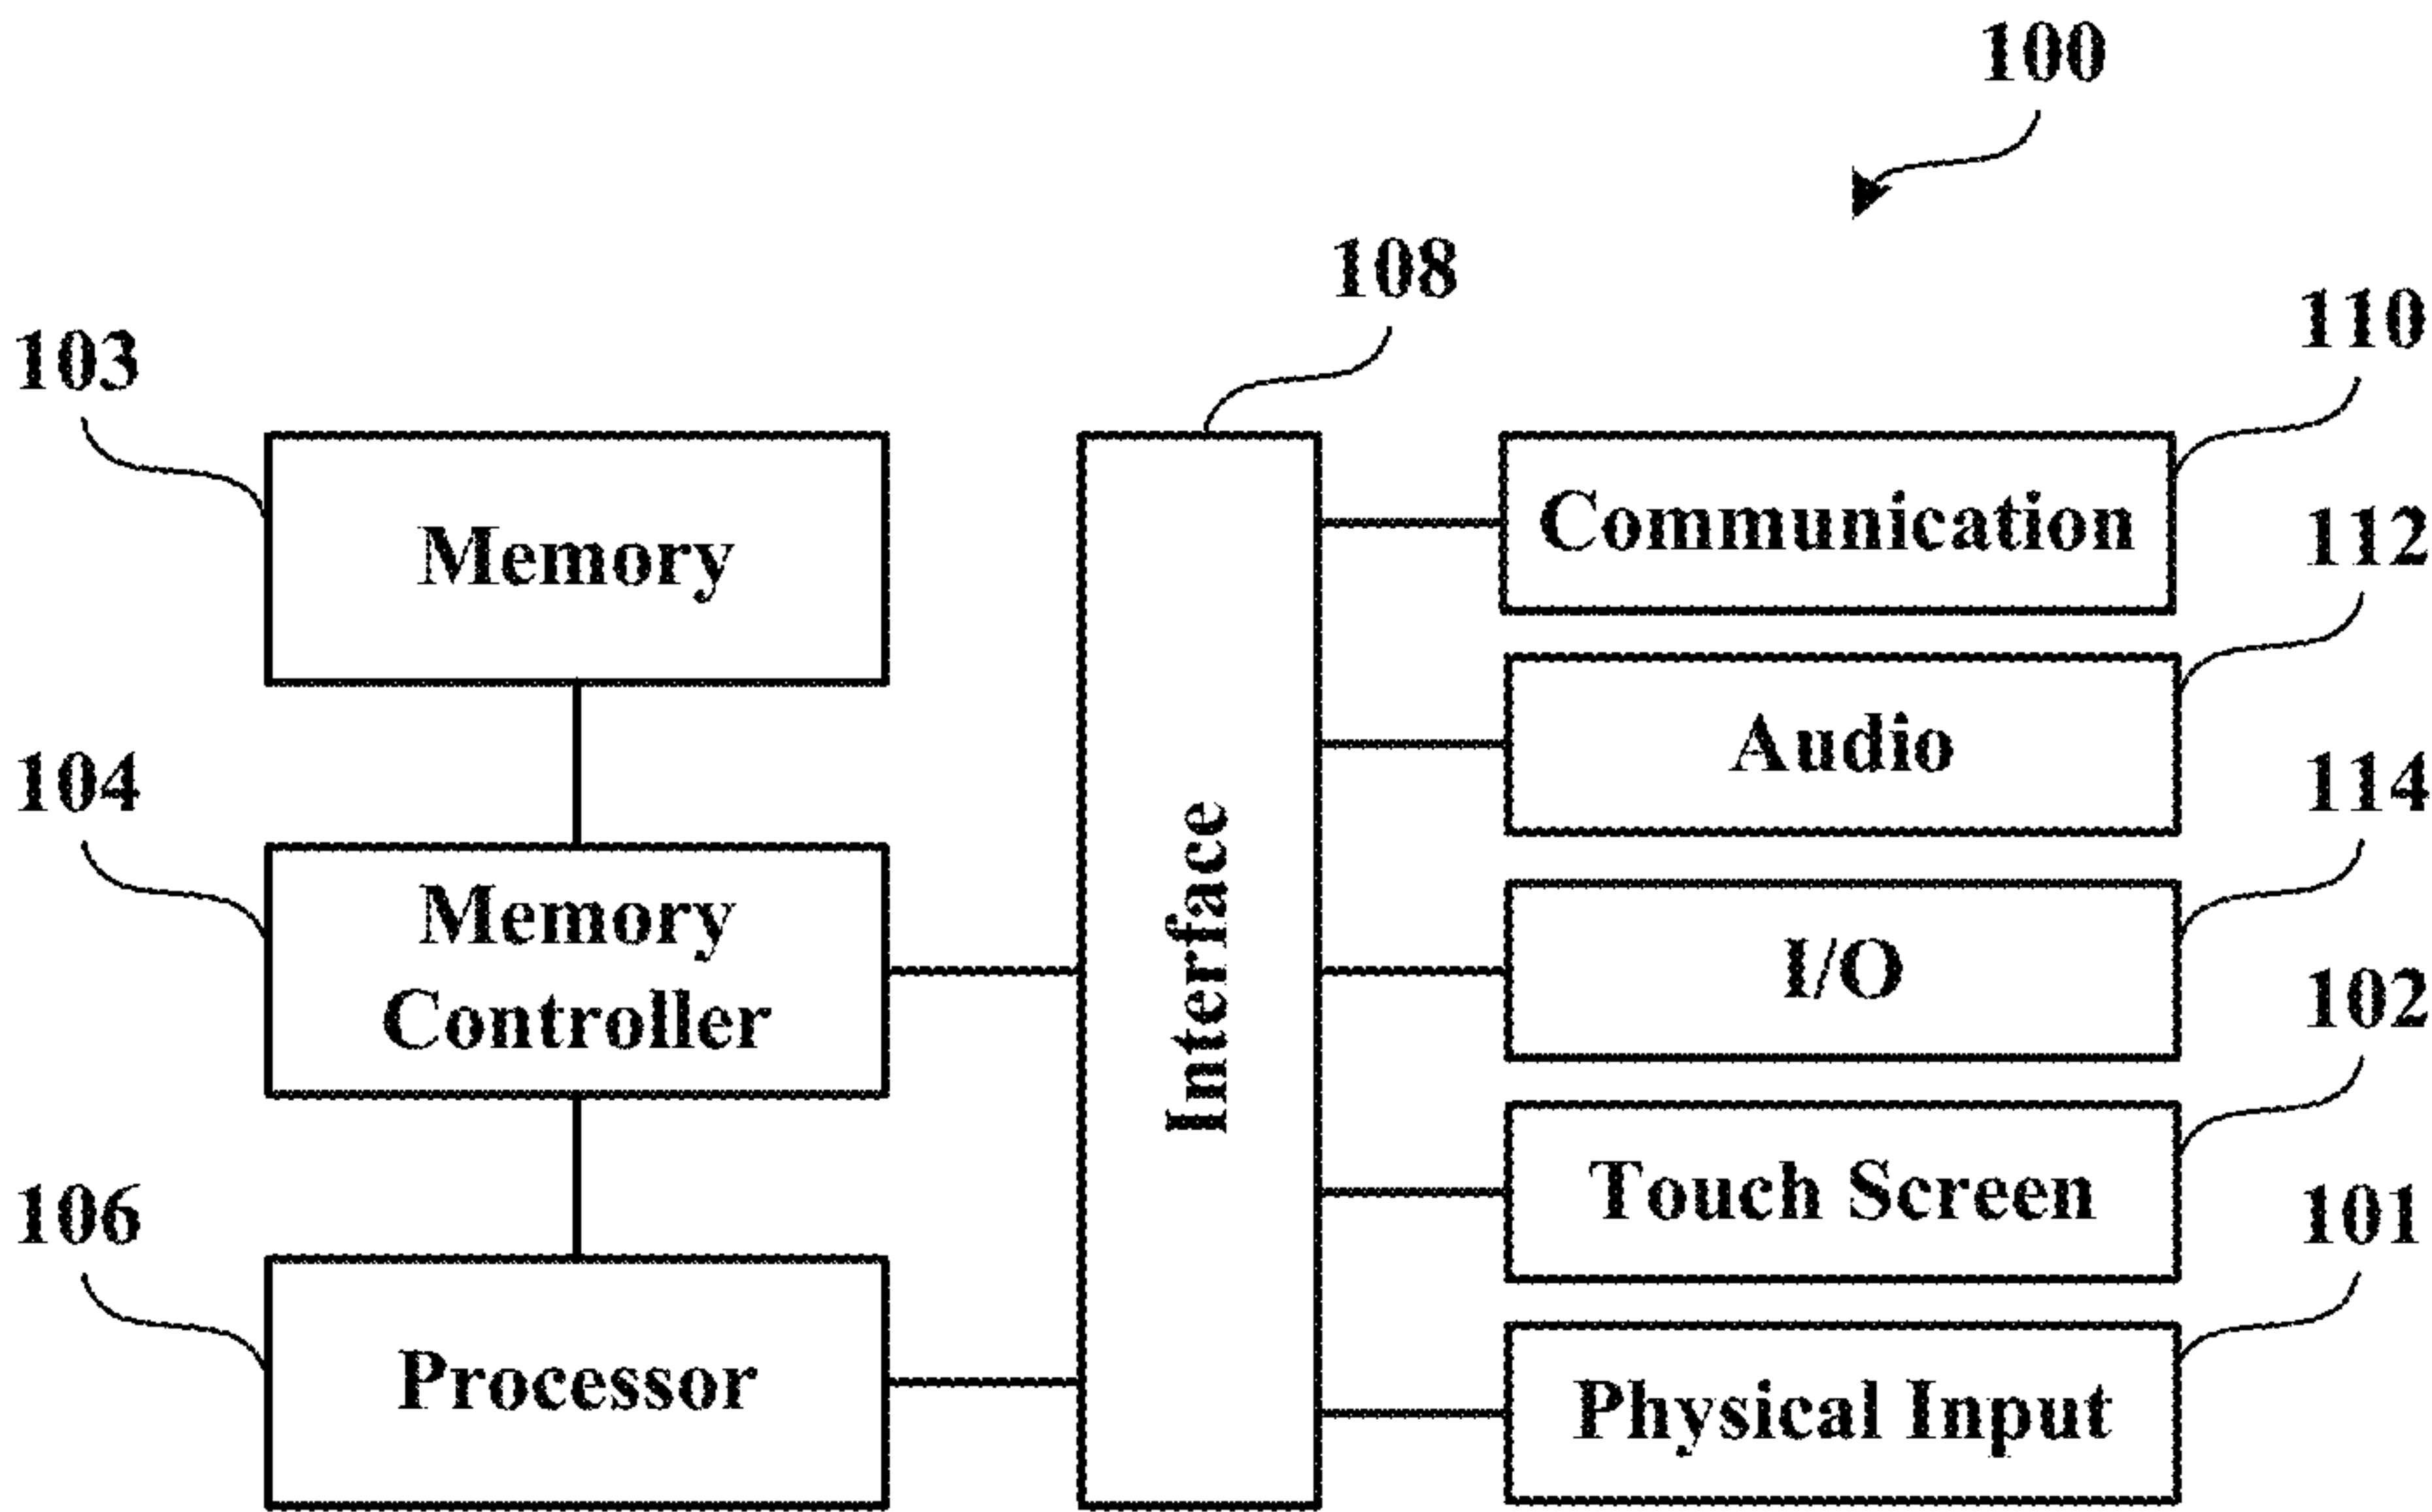 100
108
110
103
Memory
Communication
112
Audio
104
114
Memory
Controller
Interface
I/O
102
Touch Screen
106
101
Processor
Physical Input